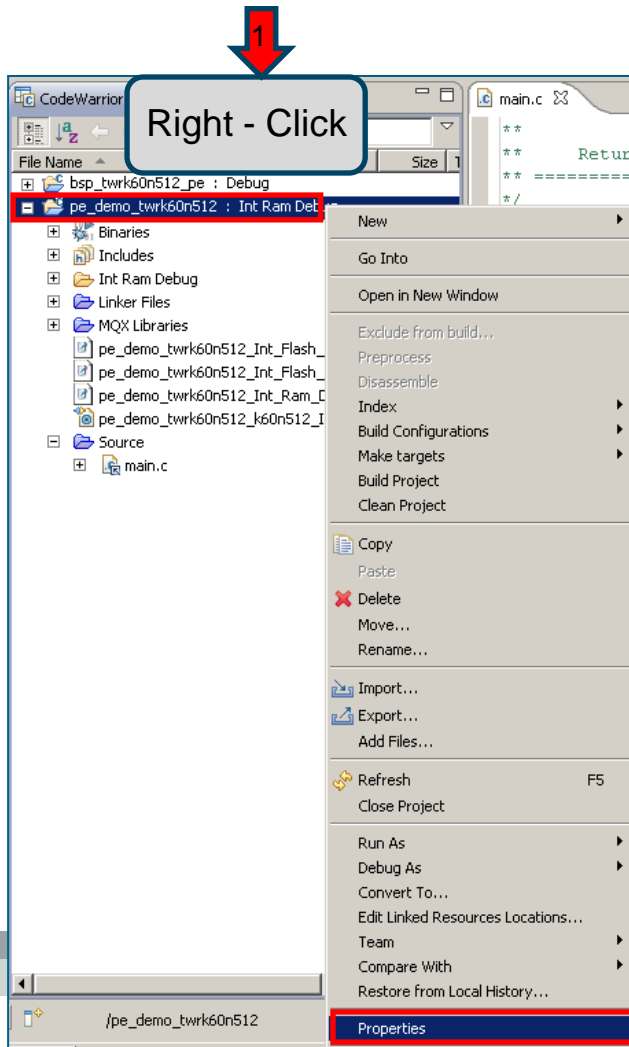 1
Right - Click
CodeWarrior
main.c
File Name
Size
**
** Retur
** =========
*/
bsp_twrk60n512_pe : Debug
pe_demo_twrk60n512 : Int Ram Debug
Binaries
Includes
Int Ram Debug
Linker Files
MQX Libraries
pe_demo_twrk60n512_Int_Flash_
pe_demo_twrk60n512_Int_Flash_
pe_demo_twrk60n512_Int_Ram_D
pe_demo_twrk60n512_k60n512_I
Source
main.c
New
Go Into
Open in New Window
Exclude from build...
Preprocess
Disassemble
Index
Build Configurations
Make targets
Build Project
Clean Project
Copy
Paste
Delete
Move...
Rename...
Import...
Export...
Add Files...
Refresh F5
Close Project
Run As
Debug As
Convert To...
Edit Linked Resources Locations...
Team
Compare With
Restore from Local History...
Properties
/pe_demo_twrk60n512